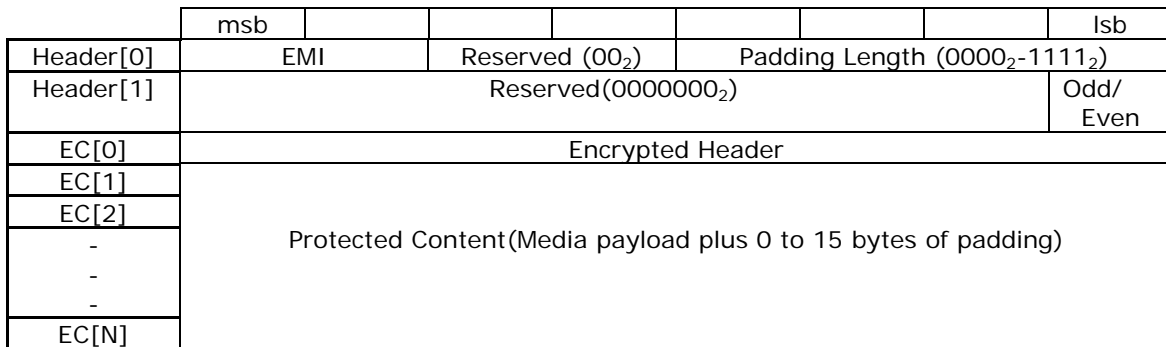 msb lsb
Header[0] EMI Reserved (00₂) Padding Length (0000₂-1111₂)
Header[1] Reserved(0000000₂) Odd/
Even
EC[0] Encrypted Header
EC[1]
EC[2]
- Protected Content(Media payload plus 0 to 15 bytes of padding)
-
-
EC[N]